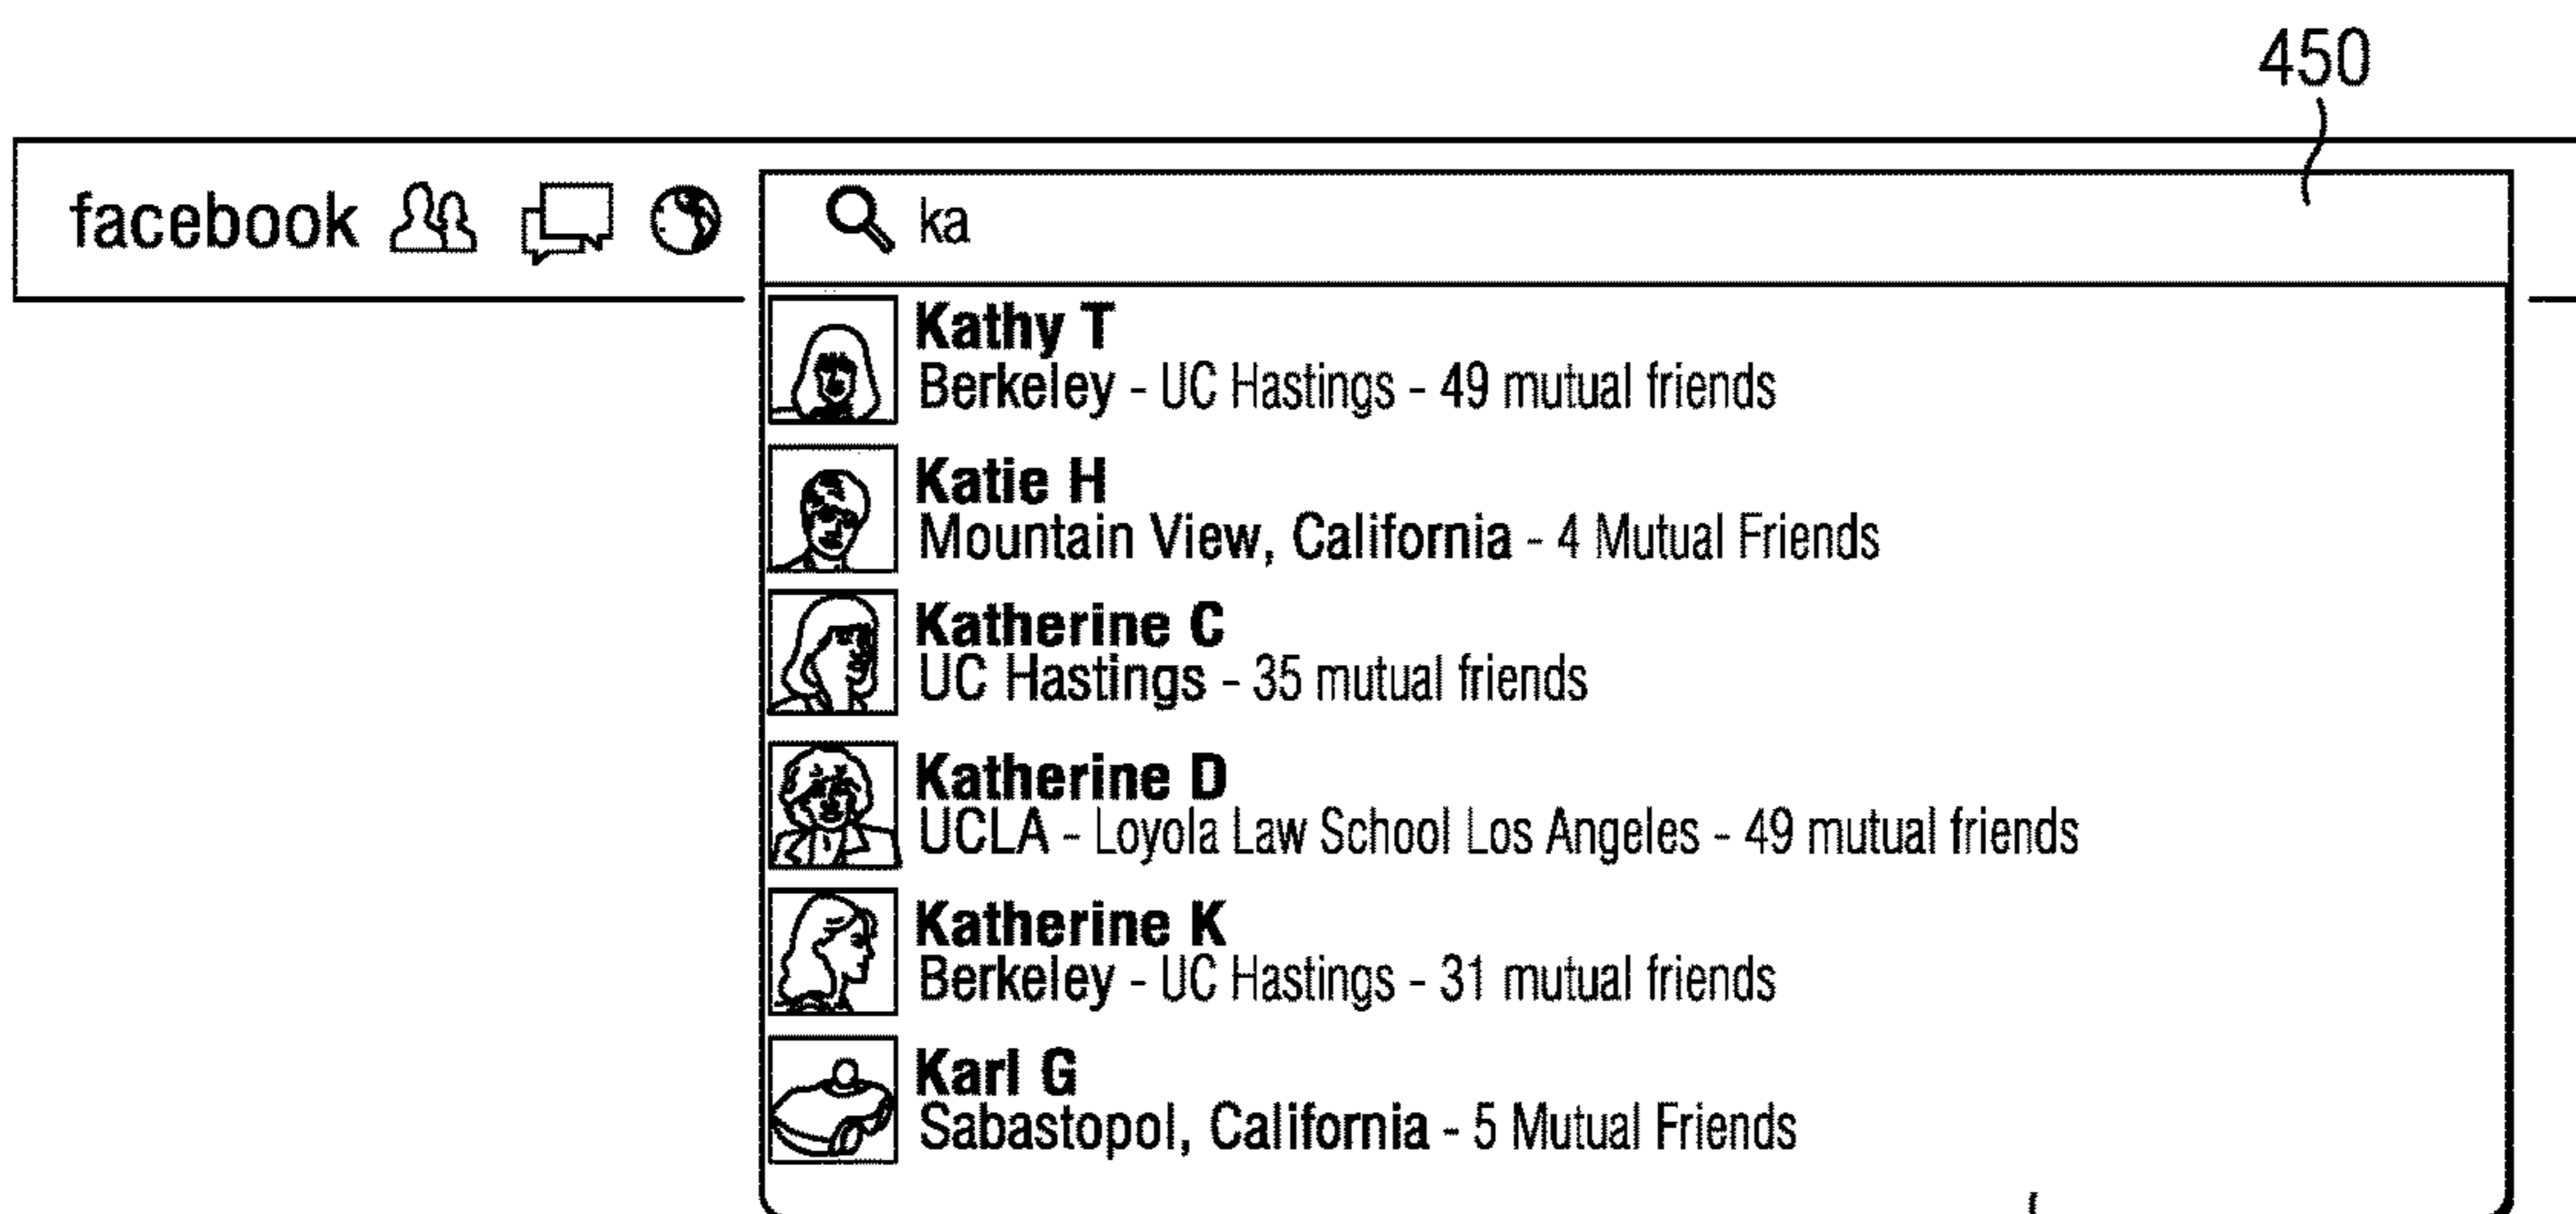 450
facebook ka
Kathy T
Berkeley - UC Hastings - 49 mutual friends
Katie H
Mountain View, California - 4 Mutual Friends
Katherine C
UC Hastings - 35 mutual friends
Katherine D
UCLA - Loyola Law School Los Angeles - 49 mutual friends
Katherine K
Berkeley - UC Hastings - 31 mutual friends
Karl G
Sabastopol, California - 5 Mutual Friends